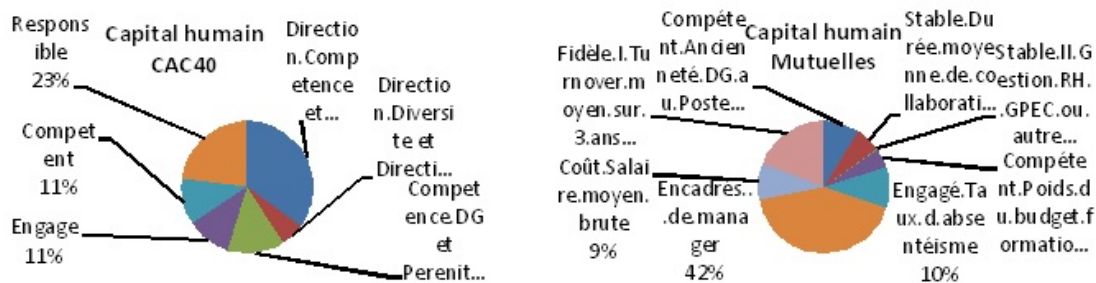 Respons
ible
23%
Capital humain
CAC40
Directio
n.Comp
etence
et...
Directio
n.Diversi
te et
Directi...
Compet
ence.DG
et
Perenit...
Compet
ent
11%
Engage
11%
Capital humain
Mutuelles
Compéte
nt.Ancien
neté.DG.a
u.Poste...
Stable.Du
rée.moye
nne.de.co
llaborati...
Stable.II.G
estion.RH.
.GPEC.ou.
autre...
Compéte
nt.Poids.d
u.budget.f
ormatio...
Engagé.Ta
ux.d.abse
ntéisme
10%
Encadrés..
.de.mana
ger
42%
Coût.Salai
re.moyen.
brute
9%
Fidèle.I.Tu
rnover.m
oyen.sur.
3.ans...